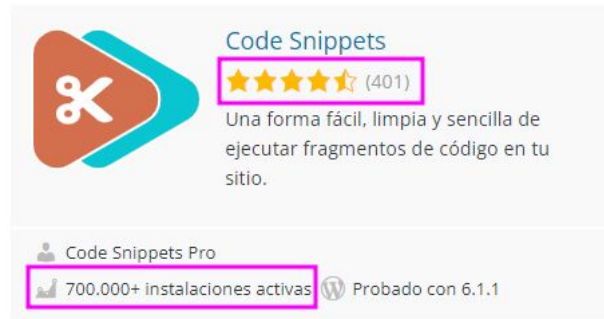 Code Snippets
(401)
Una forma fácil, limpia y sencilla de
ejecutar fragmentos de código en tu
sitio.
Code Snippets Pro
700.000+ instalaciones activas Probado con 6.1.1